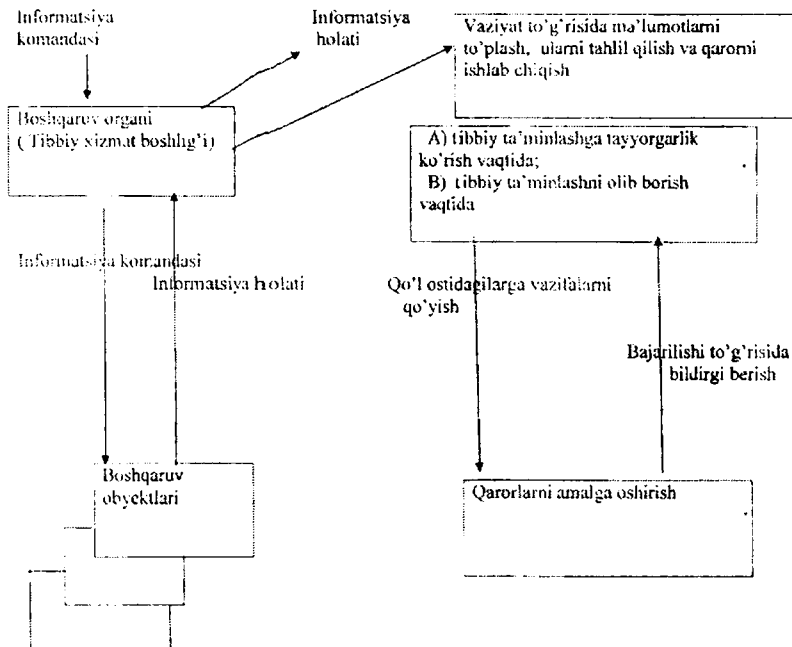 Informatsiya
komandasi
Informatsiya
holati
Vaziyat to'g'risida ma'lumotlarni
to'plash, ularni tahlil qilish va qarorni
ishlab chiqish
Boshqaruv organi
( Tibbiy xizmat boshlig'i)
A) tibbiy ta'minlashga tayyorgarlik
ko'rish vaqtida;
B) tibbiy ta'minlashni olib borish
vaqtida
Informatsiya komandasi
Informatsiya holati
Qo'l ostidagilarga vazifalarni
qo'yish
Bajarilishi to'g'risida
bildirgi berish
Boshqaruv
obyektlari
Qarorlarni amalga oshirish